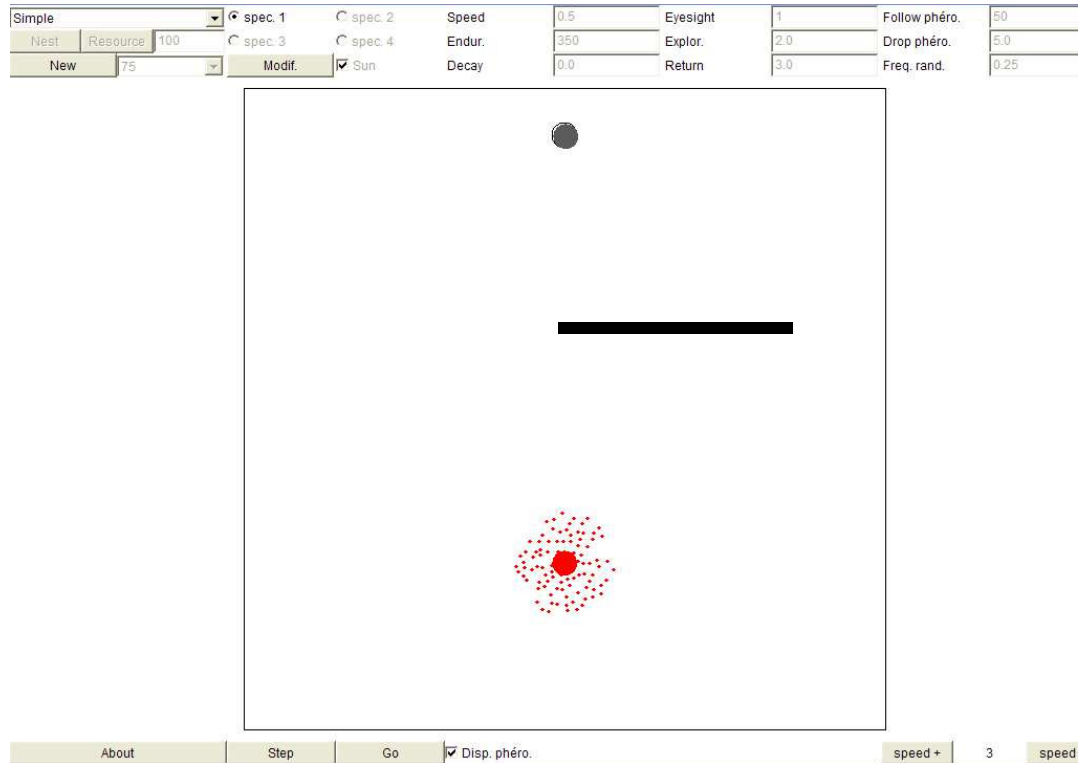 Simple spec. 1 spec. 2 Speed 0.5 Eyesight 1 Follow phéro. 50
Nest Resource 100 spec. 3 spec. 4 Endur. 350 Explor. 2.0 Drop phéro. 5.0
New 75 Modif. Sun Decay 0.0 Return 3.0 Freq. rand. 0.25
About Step Go Disp. phéro. speed + 3 speed